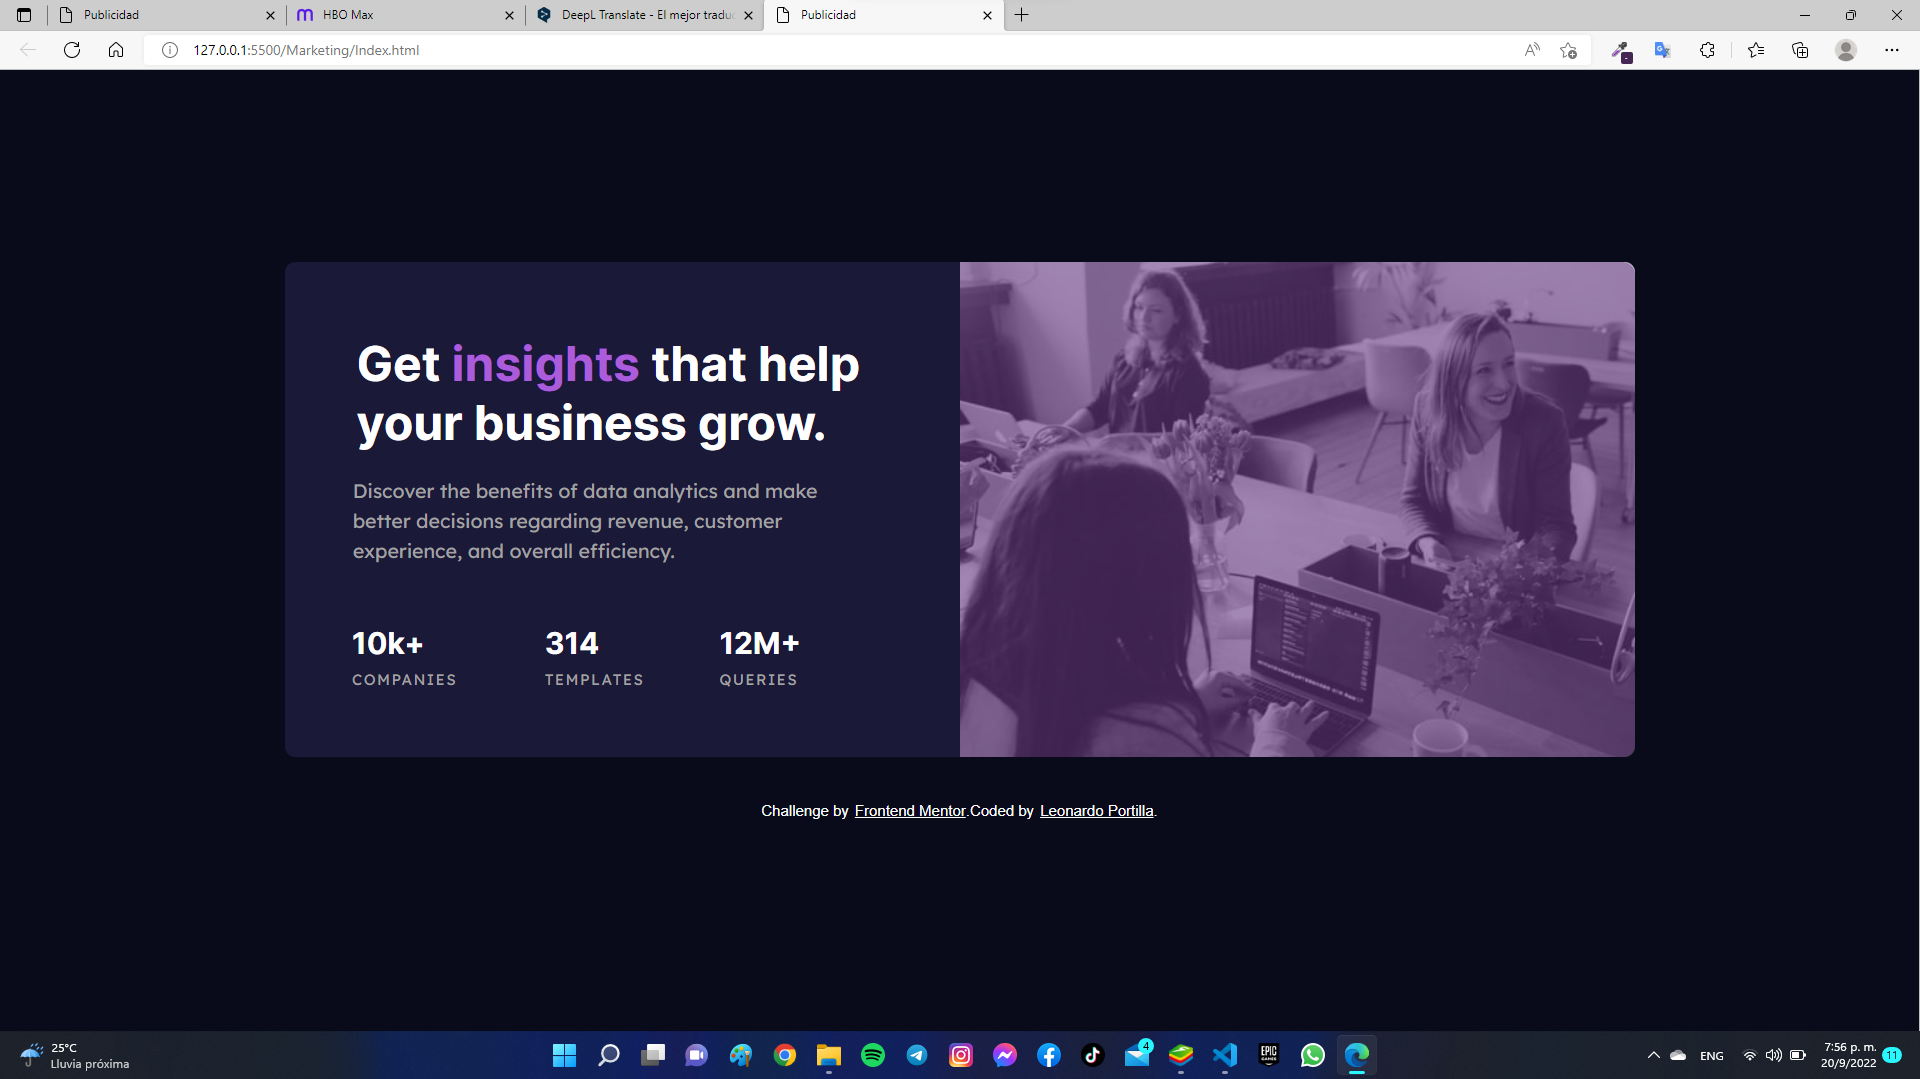 Publicidad
HBO Max
DeepL Translate - El mejor traduc
Publicidad
127.0.0.1:5500/Marketing/Index.html
Get insights that help
your business grow.
Discover the benefits of data analytics and make
better decisions regarding revenue, customer
experience, and overall efficiency.
10k+ 314 12M+
COMPANIES TEMPLATES QUERIES
Challenge by Frontend Mentor.Coded by Leonardo Portilla.
25°C
Lluvia próxima
4
EPIC
GAMES
ENG
7:56 p. m.
20/9/2022
11